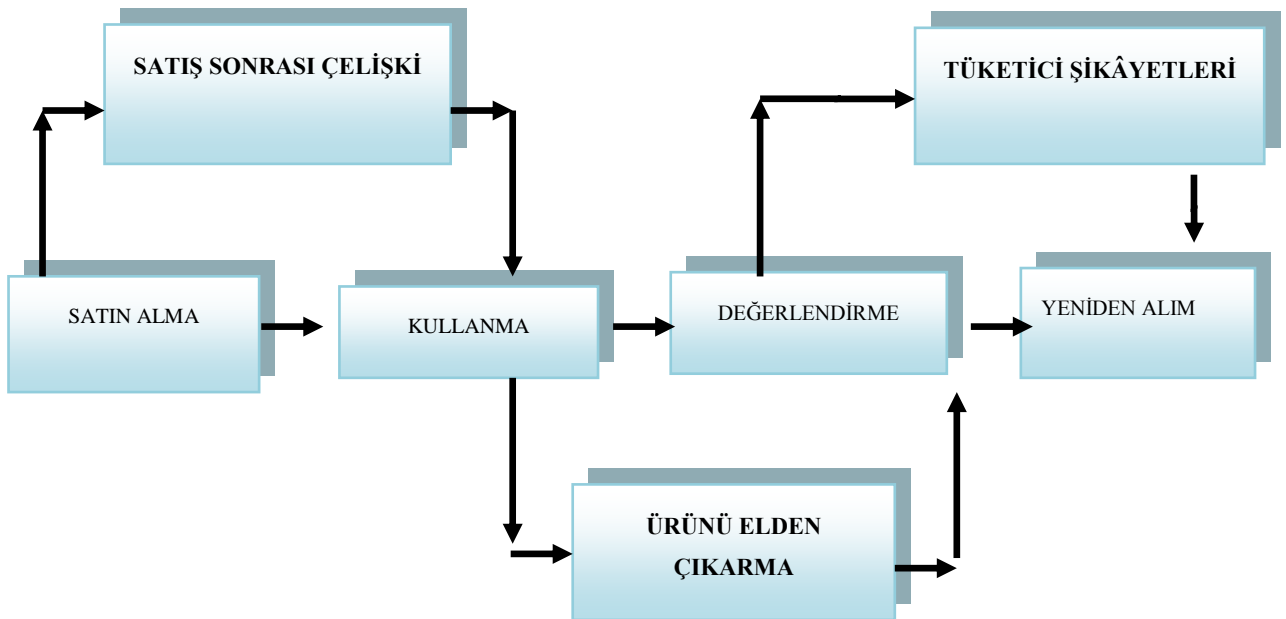 SATIŞ SONRASI ÇELİŞKİ
TÜKETİCİ ŞİKÂYETLERİ
SATIN ALMA
KULLANMA
DEĞERLENDİRME
YENİDEN ALIM
ÜRÜNÜ ELDEN
ÇIKARMA